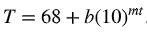 T = 68 + b(10)^{mt}.